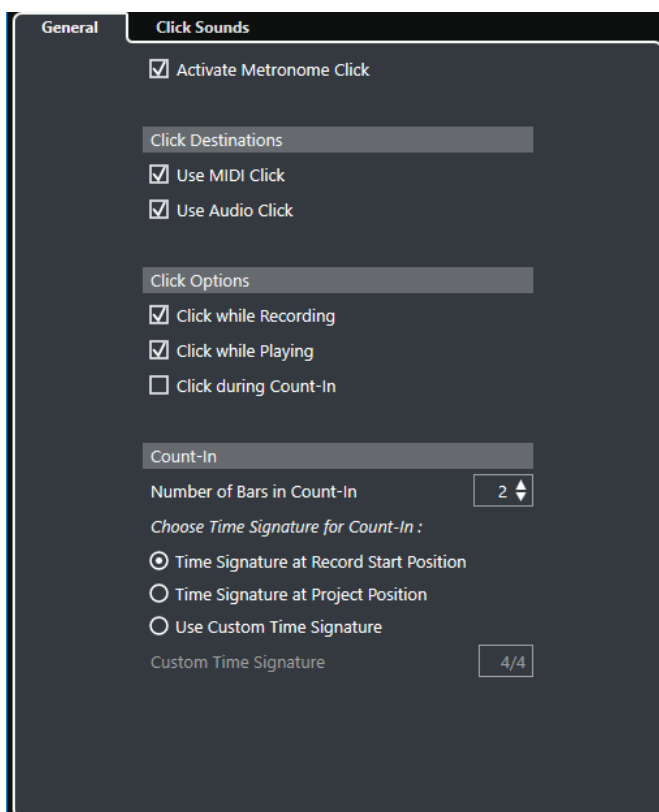 General Click Sounds
Activate Metronome Click
Click Destinations
Use MIDI Click
Use Audio Click
Click Options
Click while Recording
Click while Playing
Click during Count-In
Count-In
Number of Bars in Count-In 2
Choose Time Signature for Count-In :
Time Signature at Record Start Position
Time Signature at Project Position
Use Custom Time Signature
Custom Time Signature 4/4